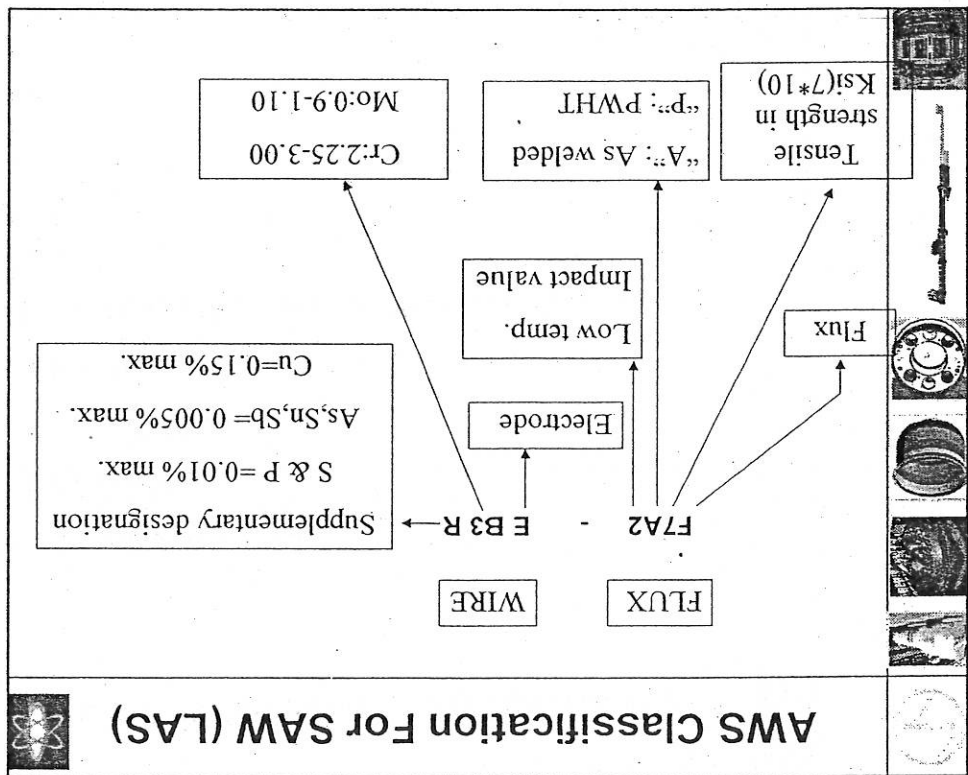 AWS Classification For SAW (LAS)
FLUX
WIRE
F7A2 - E B3 R
Supplementary designation
S & P =0.01% max.
As,Sn,Sb= 0.005% max.
Cu=0.15% max.
Electrode
Flux
Low temp.
Impact value
Tensile
strength in
Ksi(7*10)
“A”: As welded
“P”: PWHT
Cr:2.25-3.00
Mo:0.9-1.10